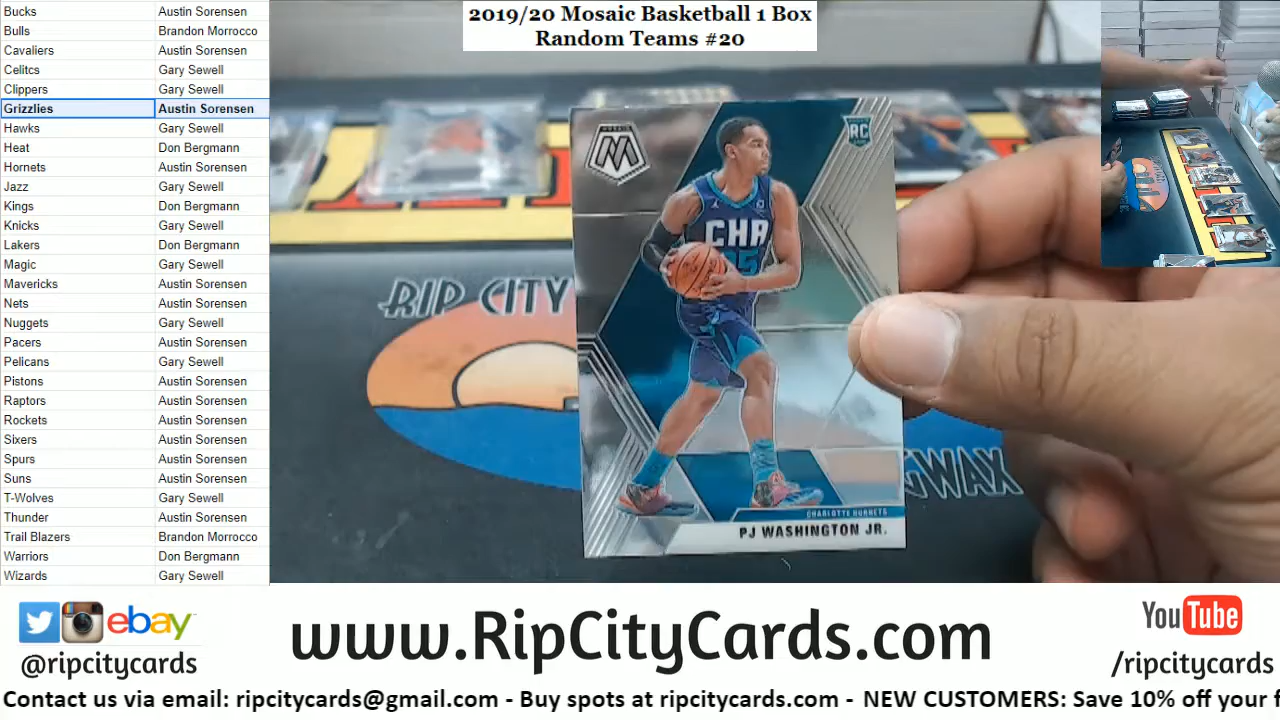 2019/20 Mosaic Basketball 1 Box
Random Teams #20
Bucks Austin Sorensen
Bulls Brandon Morrocco
Cavaliers Austin Sorensen
Celitcs Gary Sewell
Clippers Gary Sewell
Grizzlies Austin Sorensen
Hawks Gary Sewell
Heat Don Bergmann
Hornets Austin Sorensen
Jazz Gary Sewell
Kings Don Bergmann
Knicks Gary Sewell
Lakers Don Bergmann
Magic Gary Sewell
Mavericks Austin Sorensen
Nets Austin Sorensen
Nuggets Gary Sewell
Pacers Austin Sorensen
Pelicans Gary Sewell
Pistons Austin Sorensen
Raptors Austin Sorensen
Rockets Austin Sorensen
Sixers Austin Sorensen
Spurs Austin Sorensen
Suns Austin Sorensen
T-Wolves Gary Sewell
Thunder Austin Sorensen
Trail Blazers Brandon Morrocco
Warriors Don Bergmann
Wizards Gary Sewell
RC
CHA
25
RIP CITY
CHARLOTTE HORNETS
PJ WASHINGTON JR.
ebay
@ripcitycards
www.RipCityCards.com
YouTube
/ripcitycards
Contact us via email: ripcitycards@gmail.com - Buy spots at ripcitycards.com - NEW CUSTOMERS: Save 10% off your f